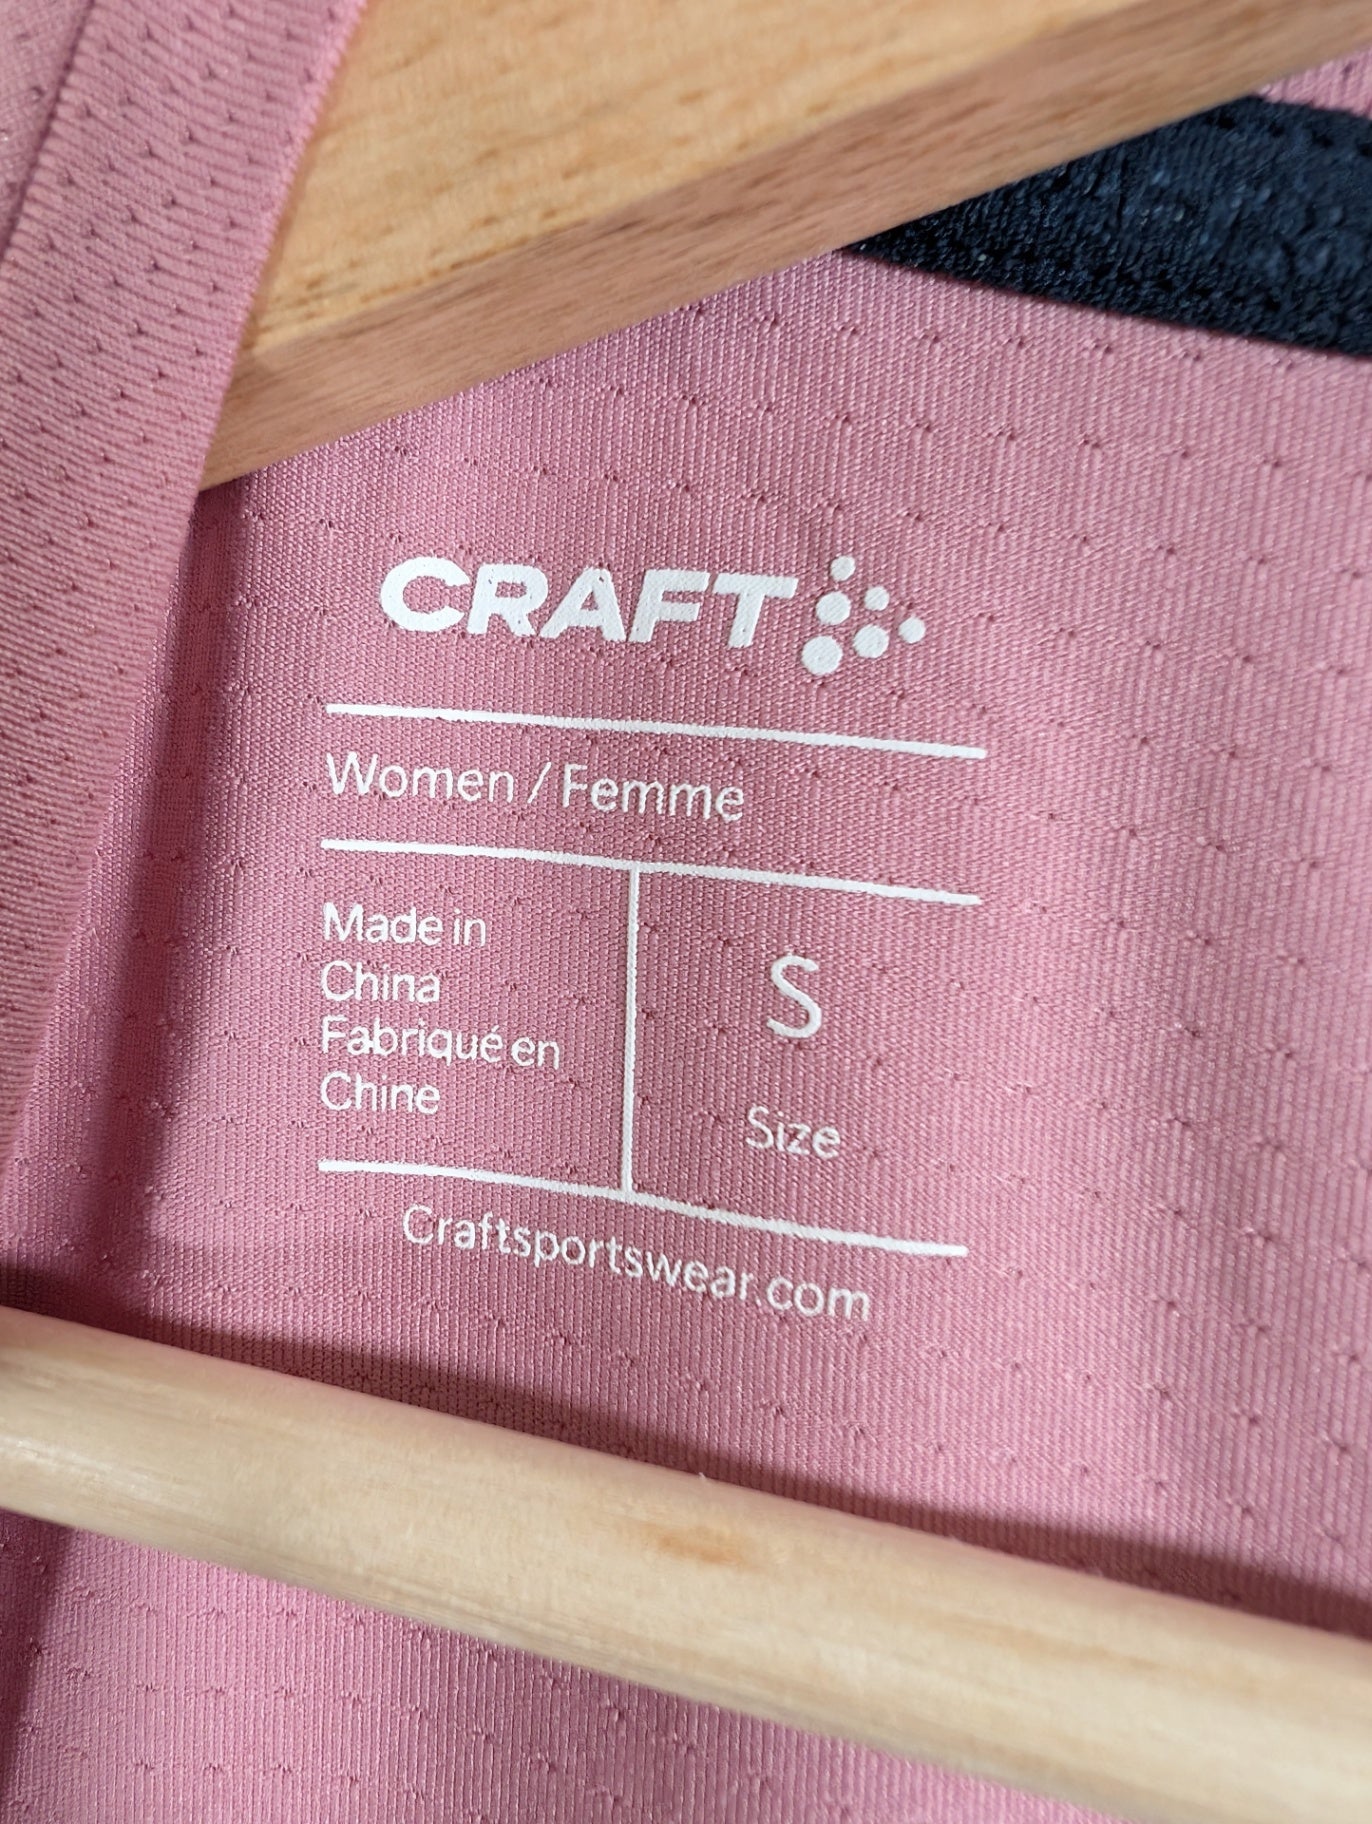 CRAFT
Women / Femme
Made in
China
Fabriqué en
Chine
S
Size
Craftsportswear.com